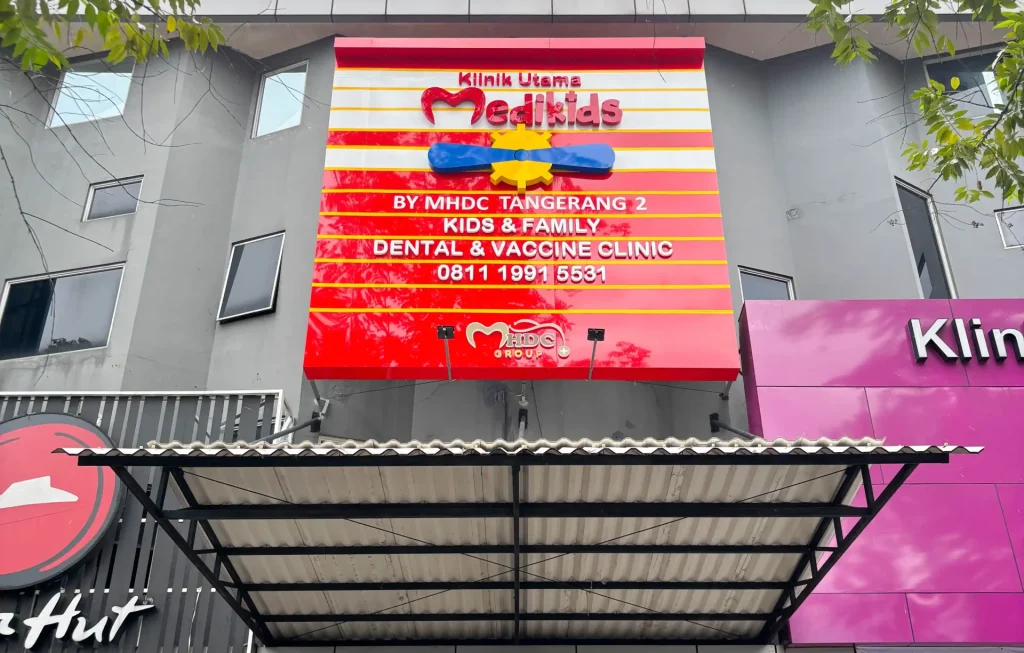 Klinik Utama
Medikids
BY MHDC TANGERANG 2
KIDS & FAMILY
DENTAL & VACCINE CLINIC
0811 1991 5531
MHDC
GROUP
Klin
Hut